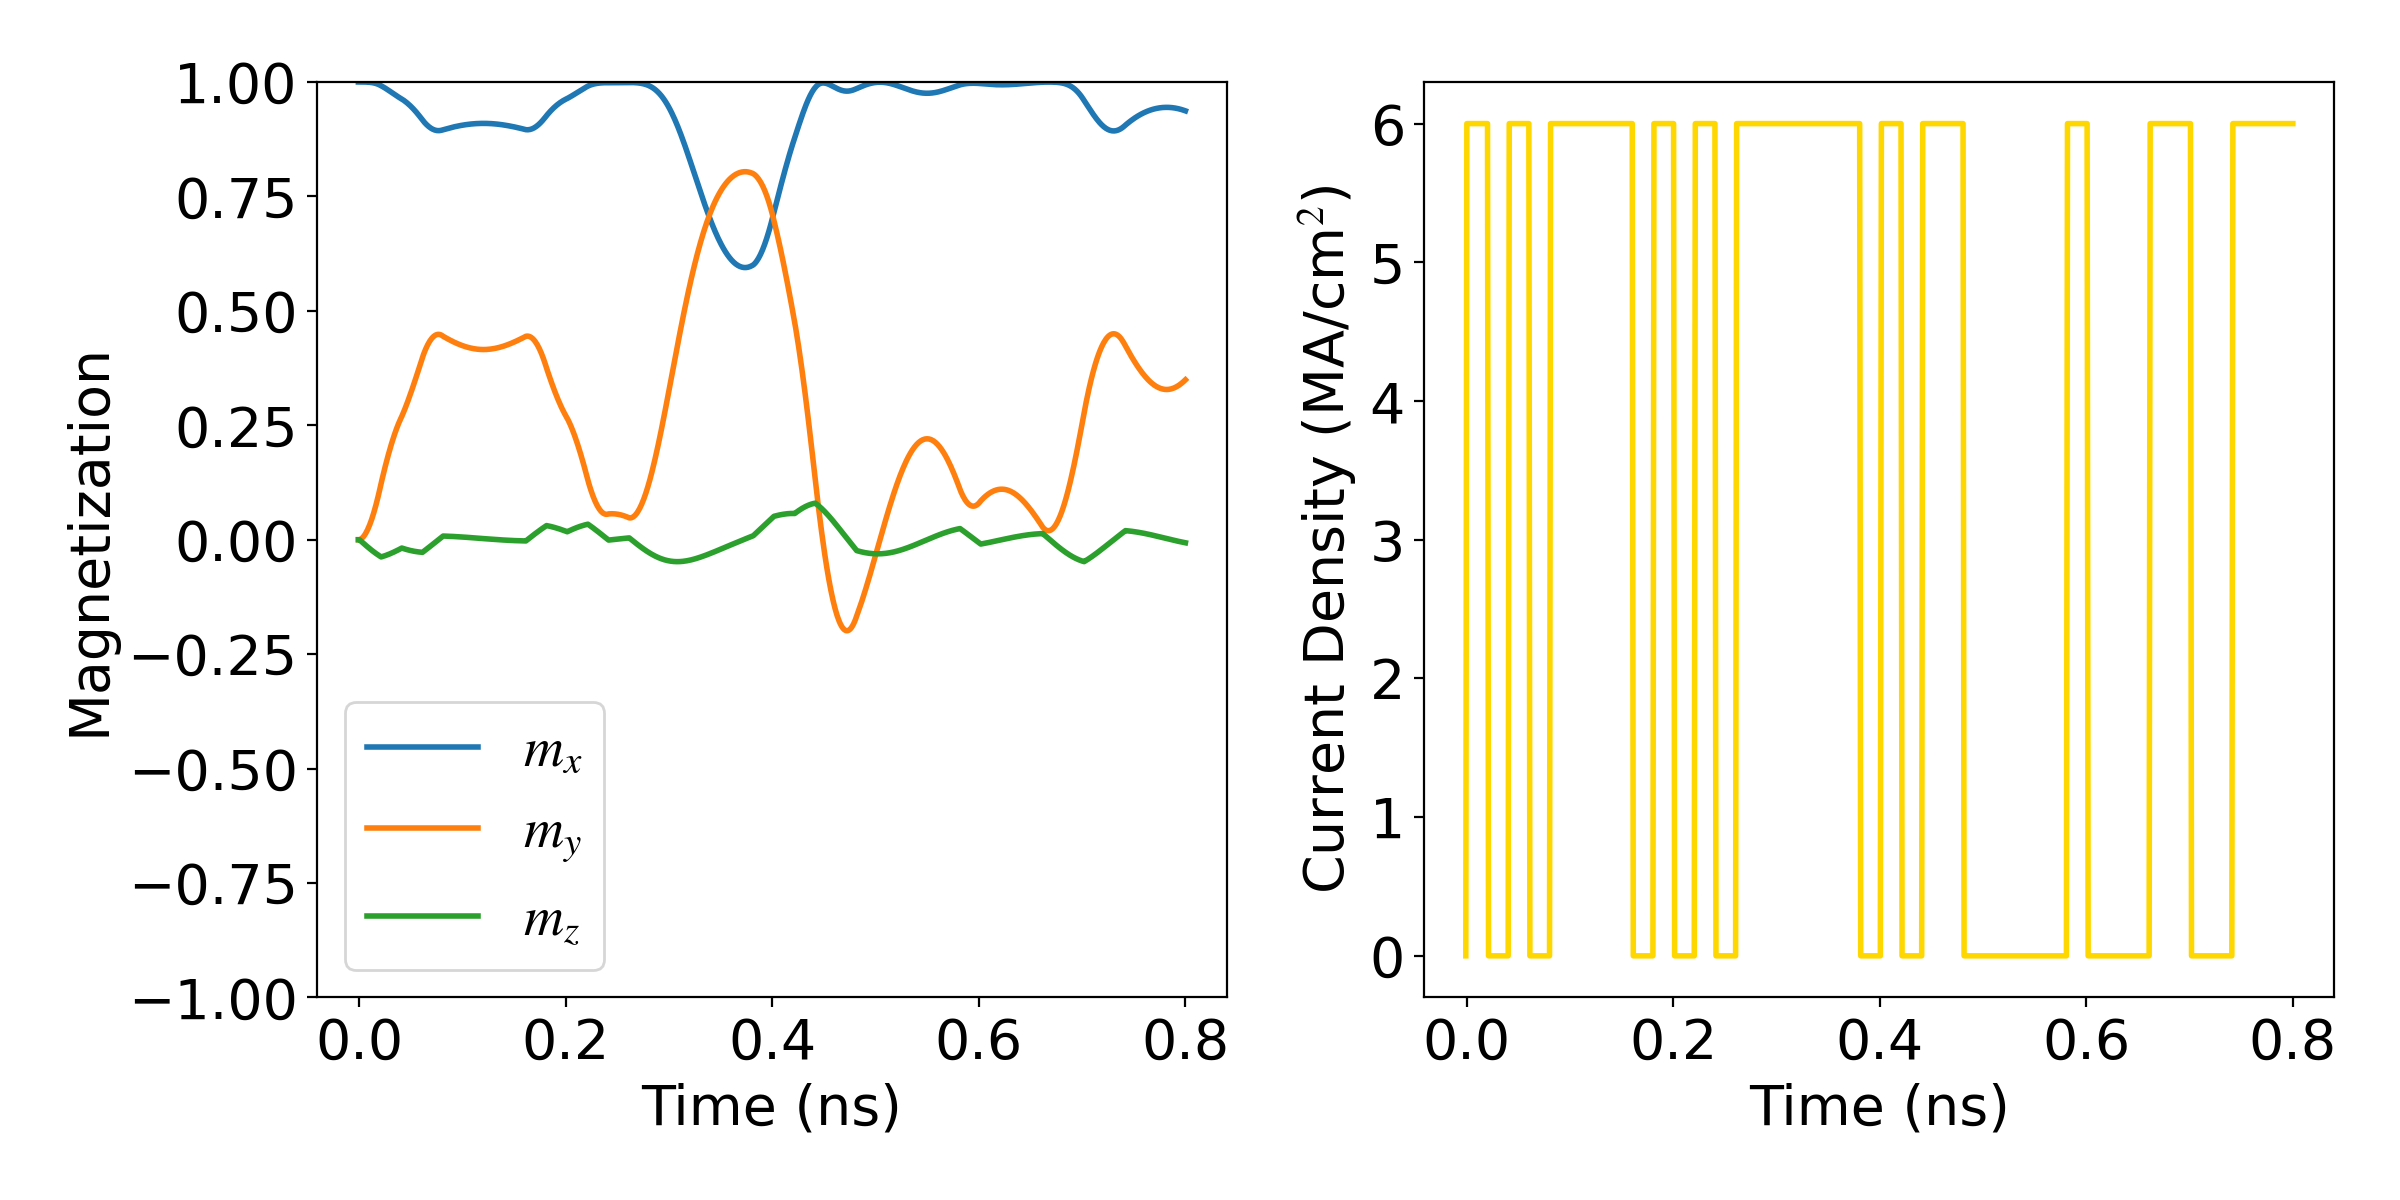 1.00
0.75
0.50
0.25
0.00
−0.25
−0.50
−0.75
−1.00
Magnetization
m_x
m_y
m_z
0.0 0.2 0.4 0.6 0.8
Time (ns)
6
5
4
3
2
1
0
Current Density (MA/cm²)
0.0 0.2 0.4 0.6 0.8
Time (ns)